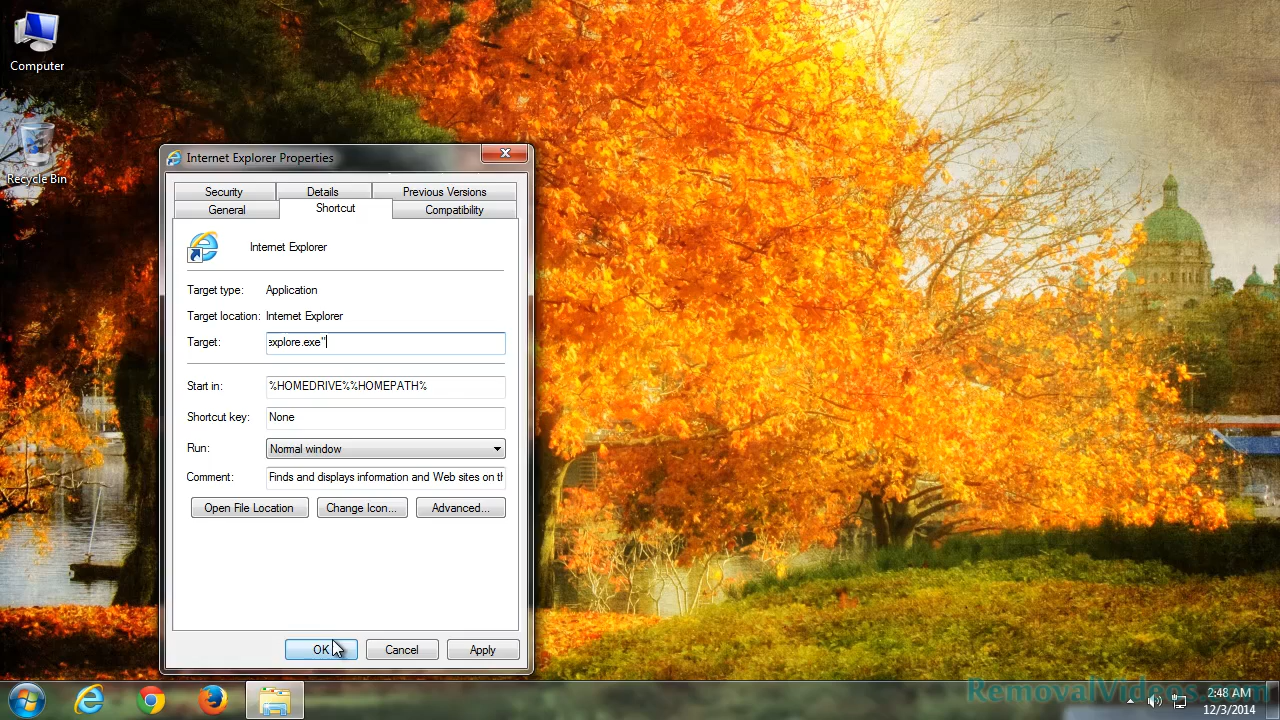 Computer
Recycle Bin
Internet Explorer Properties
Security Details Previous Versions
General Shortcut Compatibility
Internet Explorer
Target type: Application
Target location: Internet Explorer
Target: explore.exe"
Start in: %HOMEDRIVE%%HOMEPATH%
Shortcut key: None
Run: Normal window
Comment: Finds and displays information and Web sites on th
Open File Location Change Icon... Advanced...
OK Cancel Apply
RemovalVideos.com
2:48 AM
12/3/2014